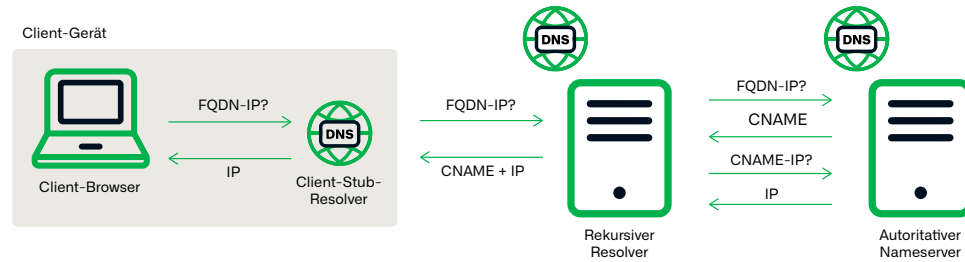 Client-Gerät
DNS
DNS
FQDN-IP?
FQDN-IP?
FQDN-IP?
CNAME
DNS
IP
CNAME + IP
CNAME-IP?
IP
Client-Browser
Client-Stub-
Resolver
Rekursiver
Resolver
Autoritativer
Nameserver